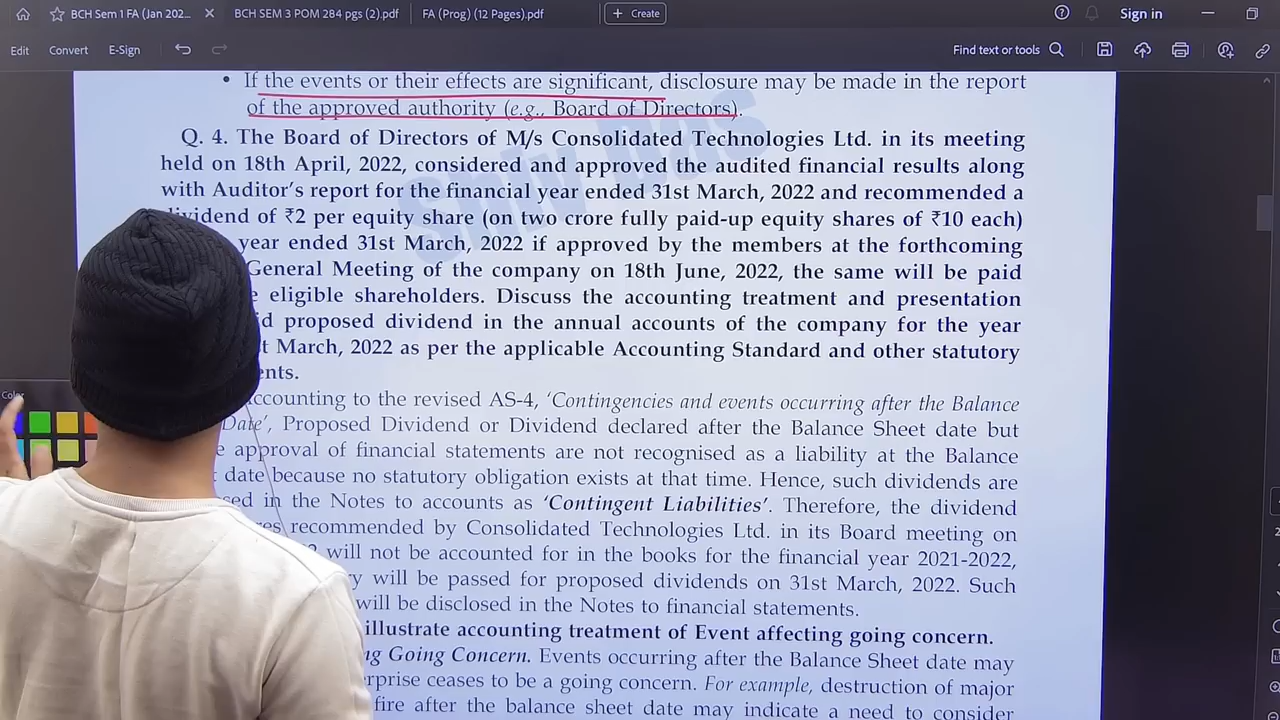 BCH Sem 1 FA (Jan 202... × BCH SEM 3 POM 284 pgs (2).pdf FA (Prog) (12 Pages).pdf + Create Sign in
Edit Convert E-Sign Find text or tools
• If the events or their effects are significant, disclosure may be made in the report
of the approved authority (e.g., Board of Directors).
Q. 4. The Board of Directors of M/s Consolidated Technologies Ltd. in its meeting
held on 18th April, 2022, considered and approved the audited financial results along
with Auditor's report for the financial year ended 31st March, 2022 and recommended a
dividend of ₹2 per equity share (on two crore fully paid-up equity shares of ₹10 each)
year ended 31st March, 2022 if approved by the members at the forthcoming
General Meeting of the company on 18th June, 2022, the same will be paid
eligible shareholders. Discuss the accounting treatment and presentation
proposed dividend in the annual accounts of the company for the year
March, 2022 as per the applicable Accounting Standard and other statutory
Color
ccounting to the revised AS-4, 'Contingencies and events occurring after the Balance
Date', Proposed Dividend or Dividend declared after the Balance Sheet date but
approval of financial statements are not recognised as a liability at the Balance
date because no statutory obligation exists at that time. Hence, such dividends are
in the Notes to accounts as 'Contingent Liabilities'. Therefore, the dividend
recommended by Consolidated Technologies Ltd. in its Board meeting on
will not be accounted for in the books for the financial year 2021-2022,
will be passed for proposed dividends on 31st March, 2022. Such
will be disclosed in the Notes to financial statements.
illustrate accounting treatment of Event affecting going concern.
Going Concern. Events occurring after the Balance Sheet date may
ceases to be a going concern. For example, destruction of major
fire after the balance sheet date may indicate a need to consider